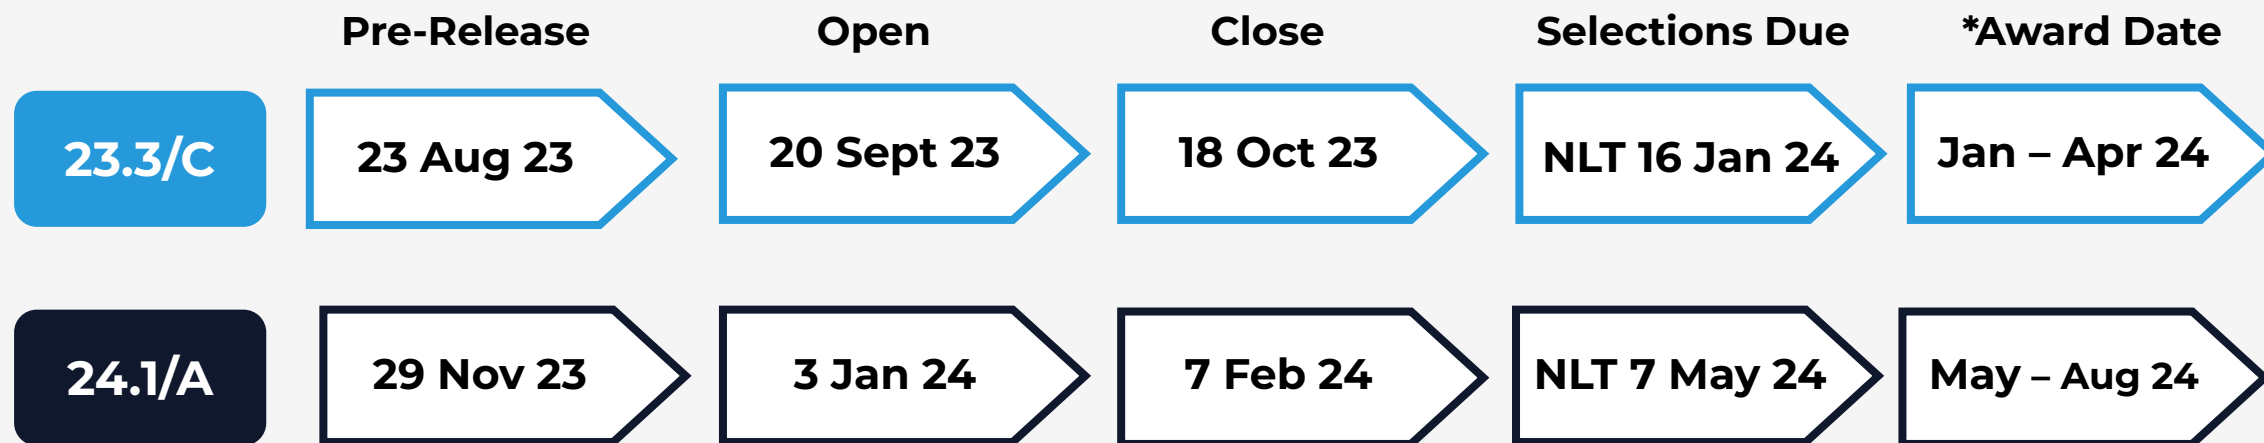 Pre-Release Open Close Selections Due *Award Date
23.3/C 23 Aug 23 20 Sept 23 18 Oct 23 NLT 16 Jan 24 Jan – Apr 24
24.1/A 29 Nov 23 3 Jan 24 7 Feb 24 NLT 7 May 24 May – Aug 24